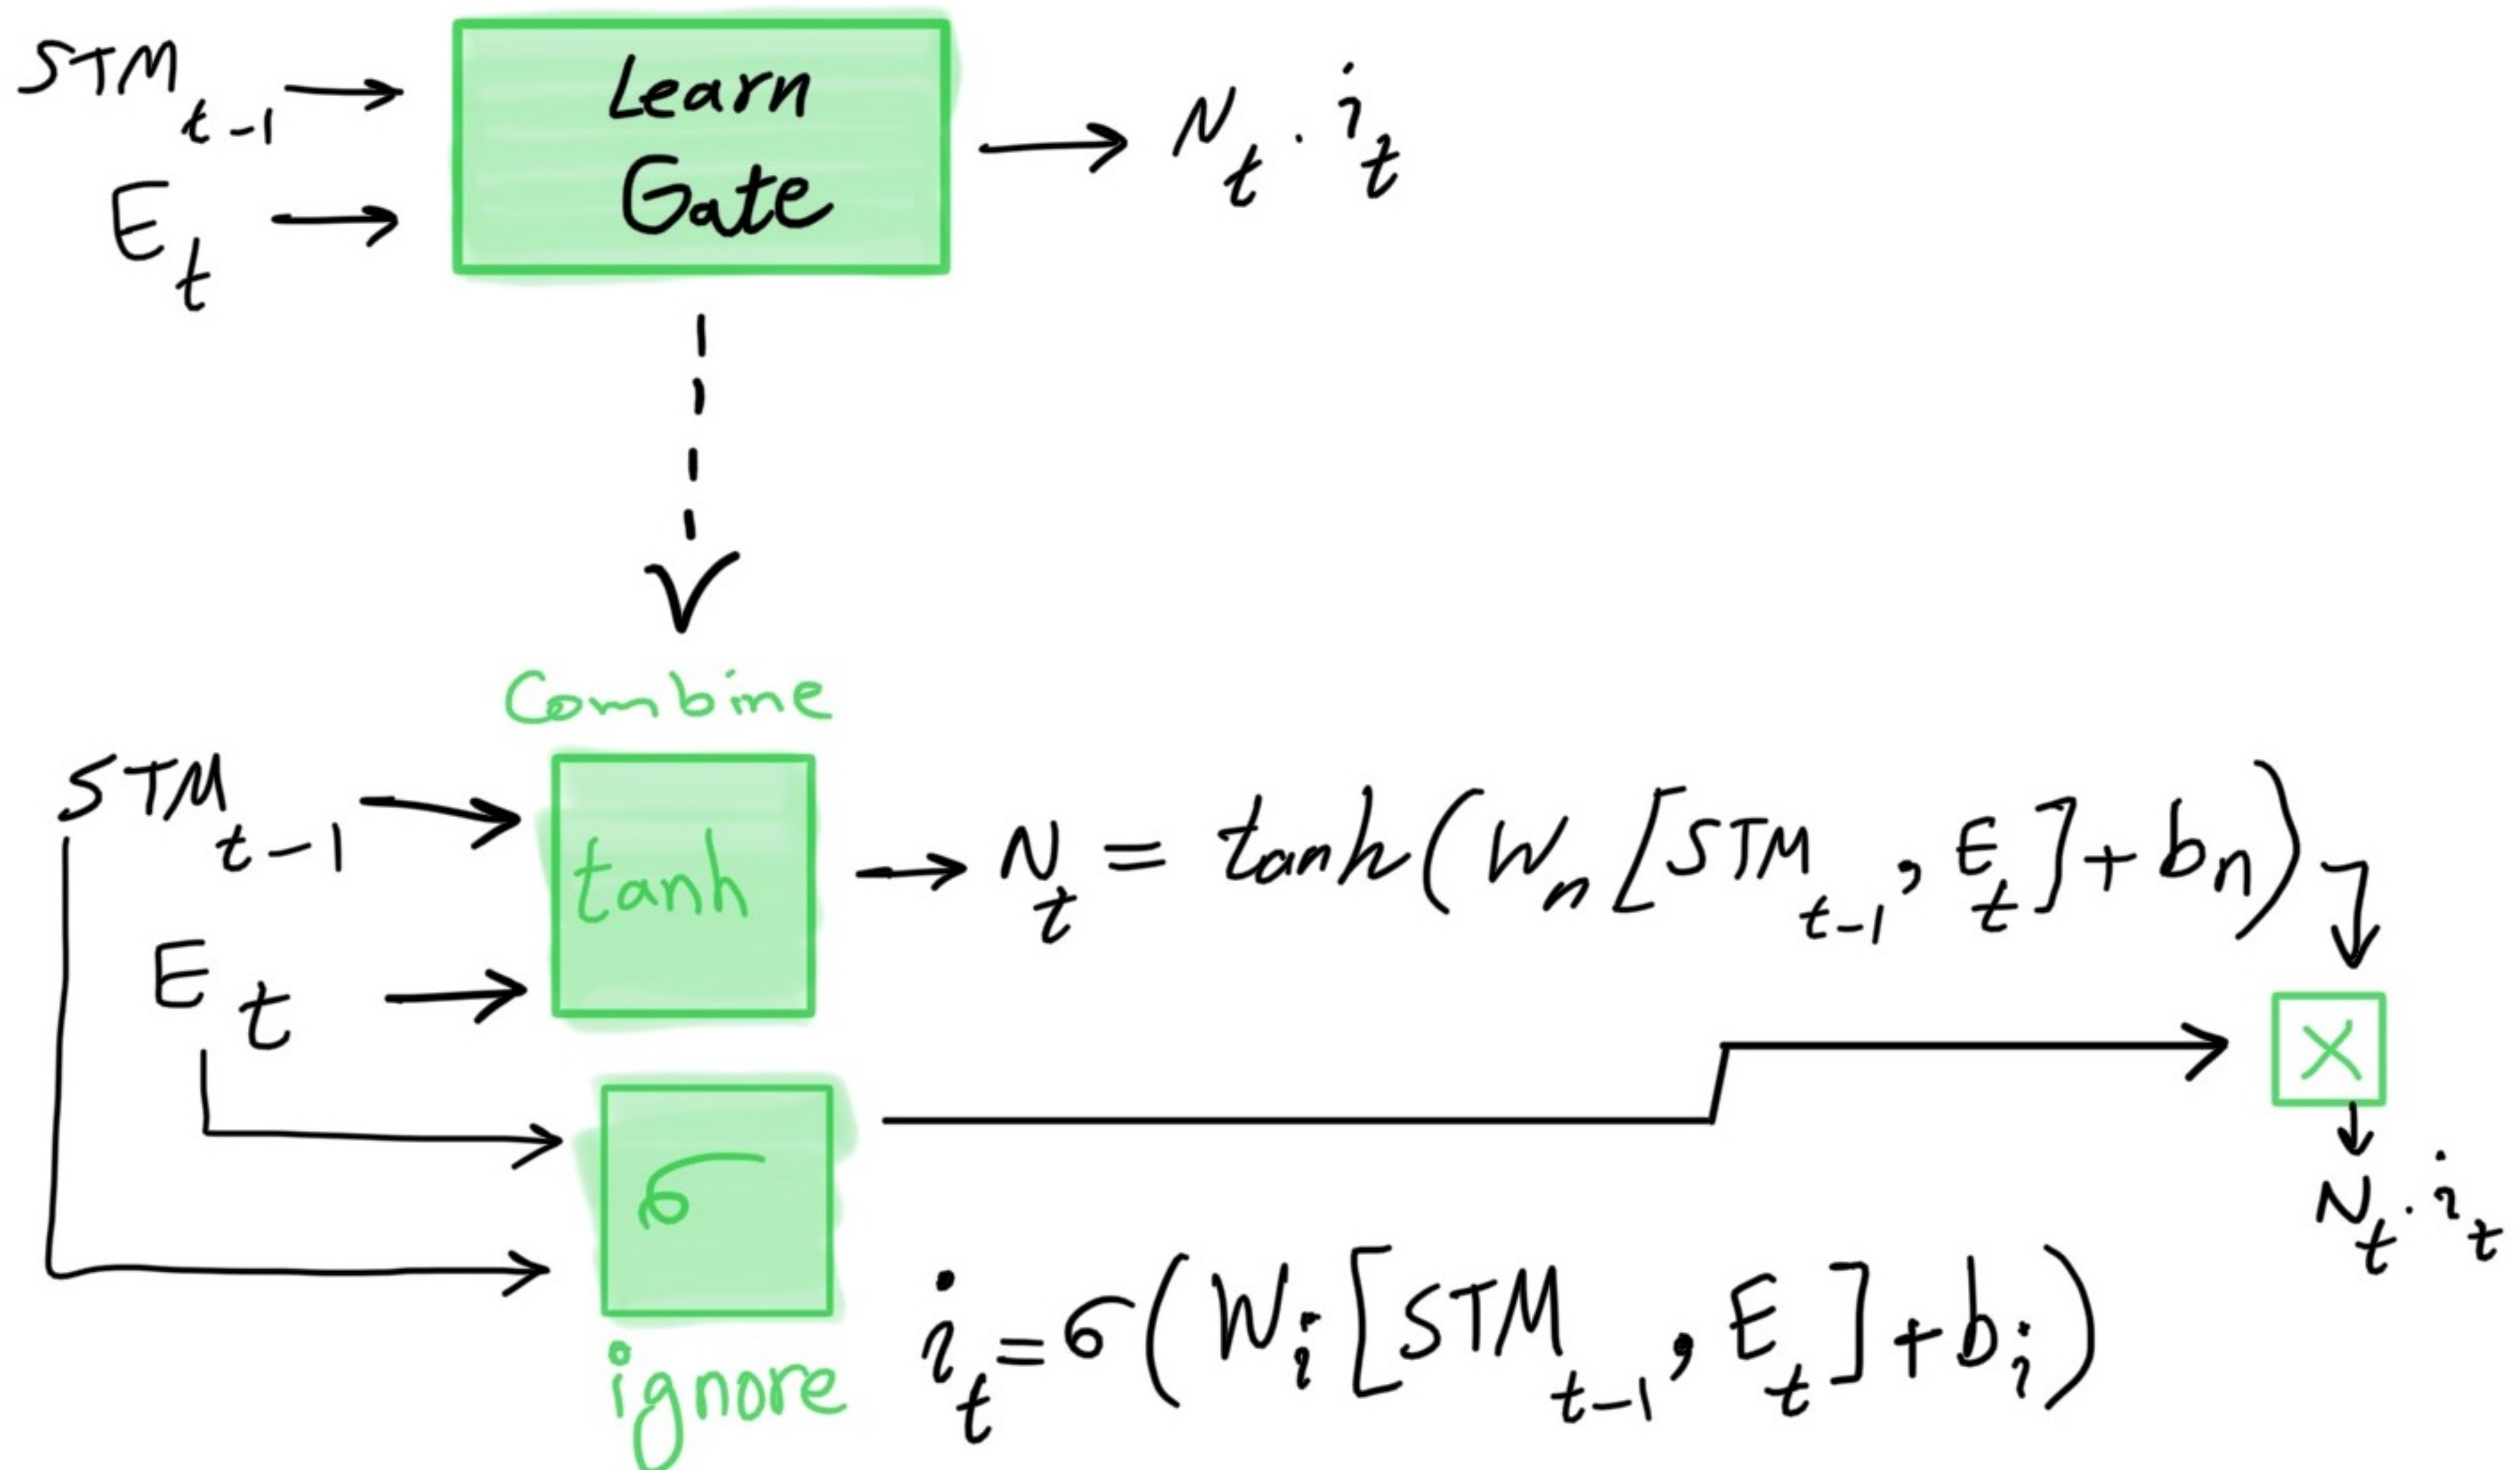 STM_{t-1} → Learn Gate → N_t · i_t
E_t →
Combine
STM_{t-1} → tanh → N_t = tanh(W_n [STM_{t-1}, E_t] + b_n)
E_t →
×
σ
N_t · i_t
i_t = σ(W_i [STM_{t-1}, E_t] + b_i)
ignore